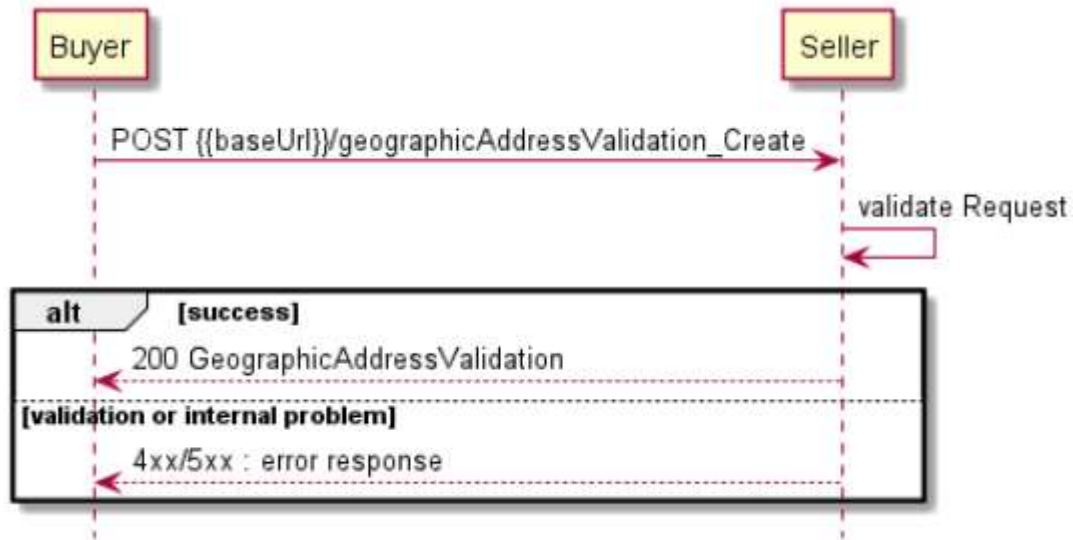 Buyer
Seller
POST {{baseUrl}}/geographicAddressValidation_Create
validate Request
alt [success]
200 GeographicAddressValidation
[validation or internal problem]
4xx/5xx : error response